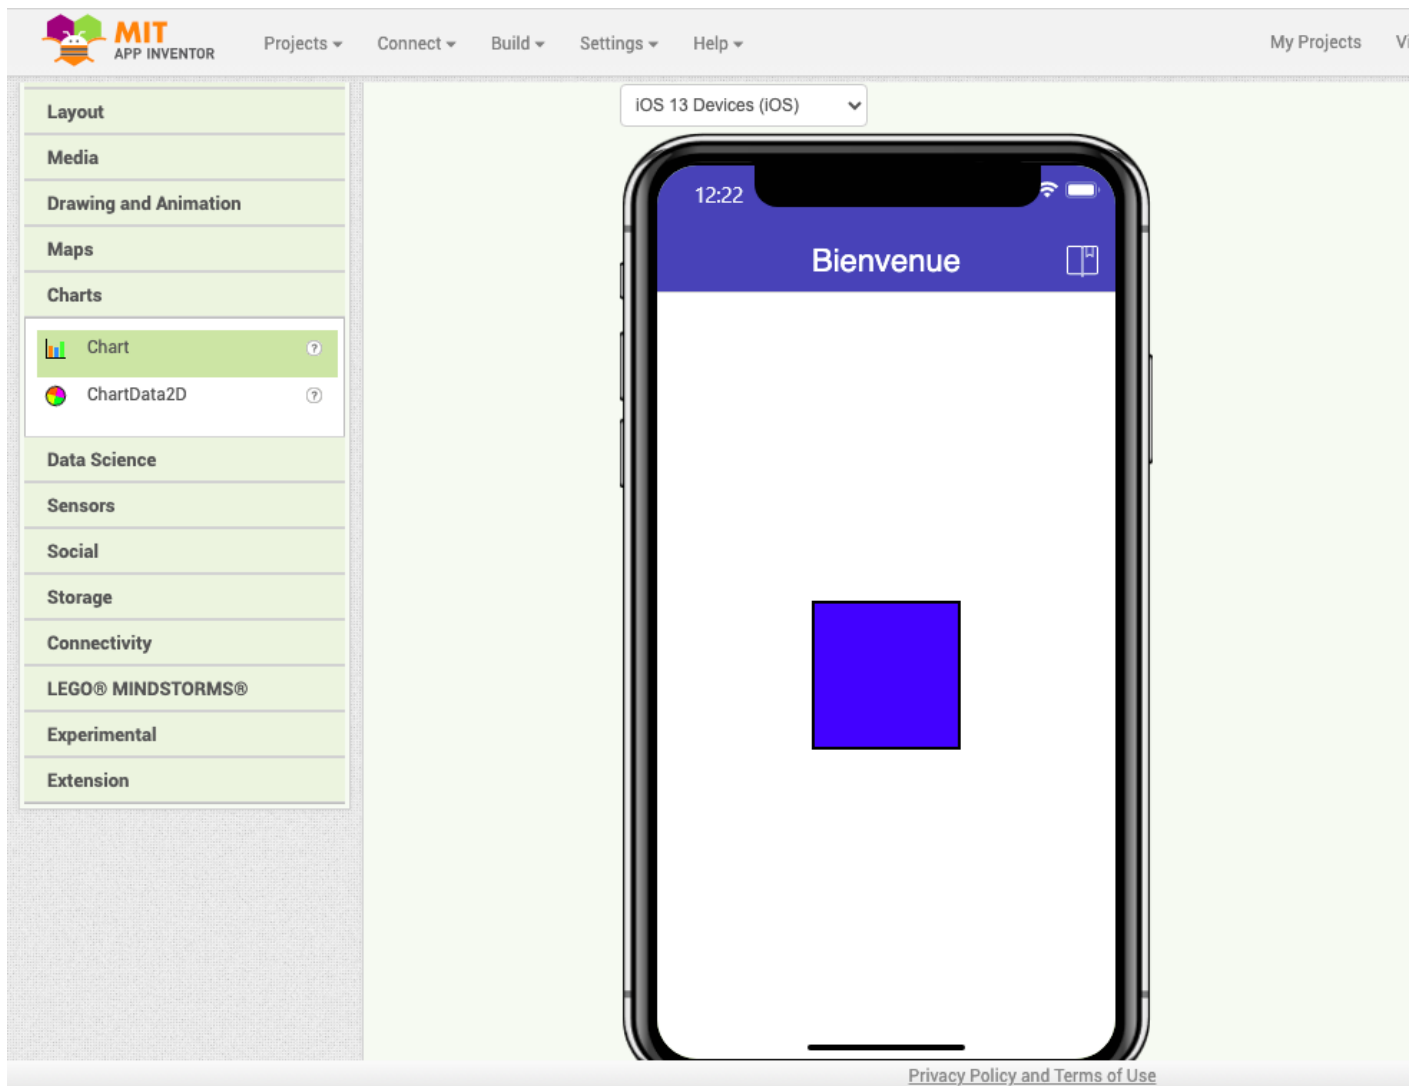 MIT
APP INVENTOR
Projects
Connect
Build
Settings
Help
My Projects
Layout
Media
Drawing and Animation
Maps
Charts
Chart
?
ChartData2D
?
Data Science
Sensors
Social
Storage
Connectivity
LEGO® MINDSTORMS®
Experimental
Extension
iOS 13 Devices (iOS)
12:22
Bienvenue
Privacy Policy and Terms of Use